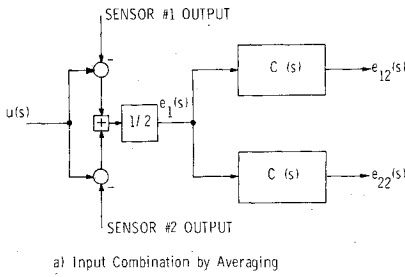 SENSOR #1 OUTPUT
-
C (s)
e12(s)
u(s)
+
1/2
e1(s)
C (s)
e22(s)
-
SENSOR #2 OUTPUT
a) Input Combination by Averaging